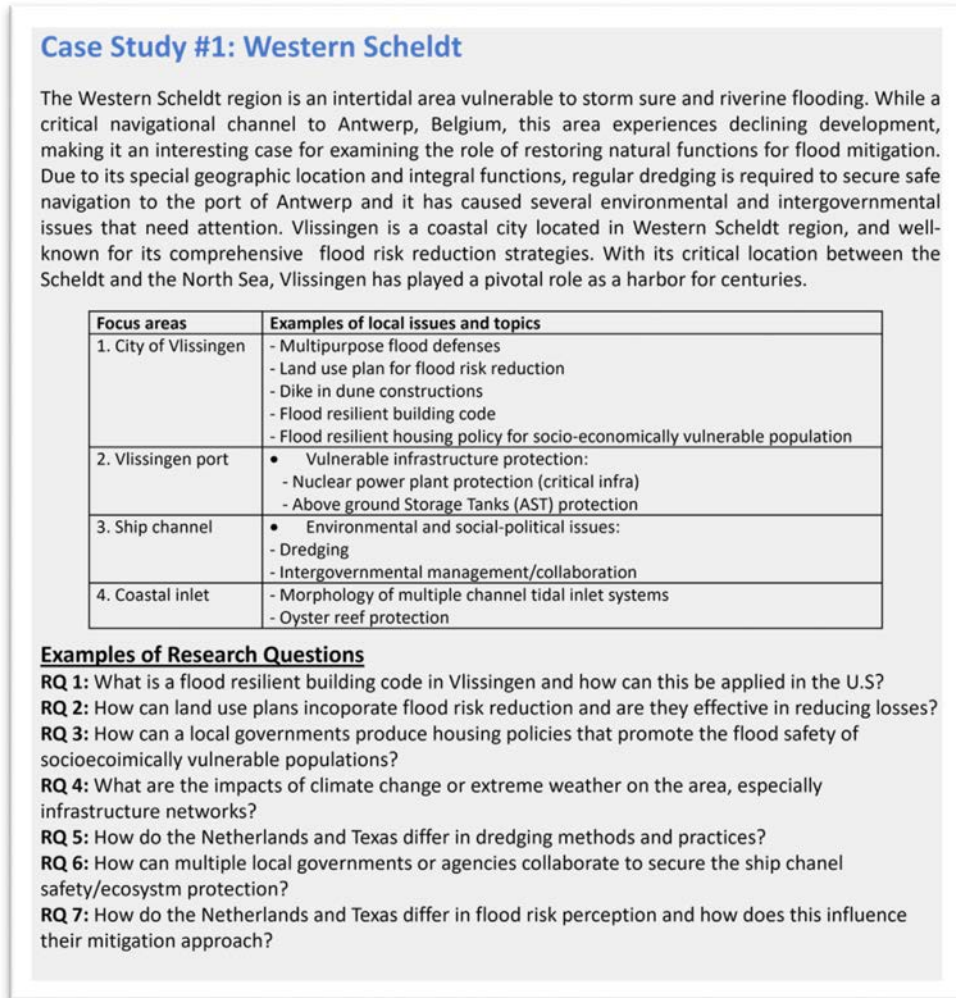 Case Study #1: Western Scheldt
The Western Scheldt region is an intertidal area vulnerable to storm sure and riverine flooding. While a
critical navigational channel to Antwerp, Belgium, this area experiences declining development,
making it an interesting case for examining the role of restoring natural functions for flood mitigation.
Due to its special geographic location and integral functions, regular dredging is required to secure safe
navigation to the port of Antwerp and it has caused several environmental and intergovernmental
issues that need attention. Vlissingen is a coastal city located in Western Scheldt region, and well-
known for its comprehensive flood risk reduction strategies. With its critical location between the
Scheldt and the North Sea, Vlissingen has played a pivotal role as a harbor for centuries.
Focus areas Examples of local issues and topics
1. City of Vlissingen - Multipurpose flood defenses
- Land use plan for flood risk reduction
- Dike in dune constructions
- Flood resilient building code
- Flood resilient housing policy for socio-economically vulnerable population
2. Vlissingen port • Vulnerable infrastructure protection:
- Nuclear power plant protection (critical infra)
- Above ground Storage Tanks (AST) protection
3. Ship channel • Environmental and social-political issues:
- Dredging
- Intergovernmental management/collaboration
4. Coastal inlet - Morphology of multiple channel tidal inlet systems
- Oyster reef protection
Examples of Research Questions
RQ 1: What is a flood resilient building code in Vlissingen and how can this be applied in the U.S?
RQ 2: How can land use plans incoporate flood risk reduction and are they effective in reducing losses?
RQ 3: How can a local governments produce housing policies that promote the flood safety of
socioecoimically vulnerable populations?
RQ 4: What are the impacts of climate change or extreme weather on the area, especially
infrastructure networks?
RQ 5: How do the Netherlands and Texas differ in dredging methods and practices?
RQ 6: How can multiple local governments or agencies collaborate to secure the ship chanel
safety/ecosystm protection?
RQ 7: How do the Netherlands and Texas differ in flood risk perception and how does this influence
their mitigation approach?